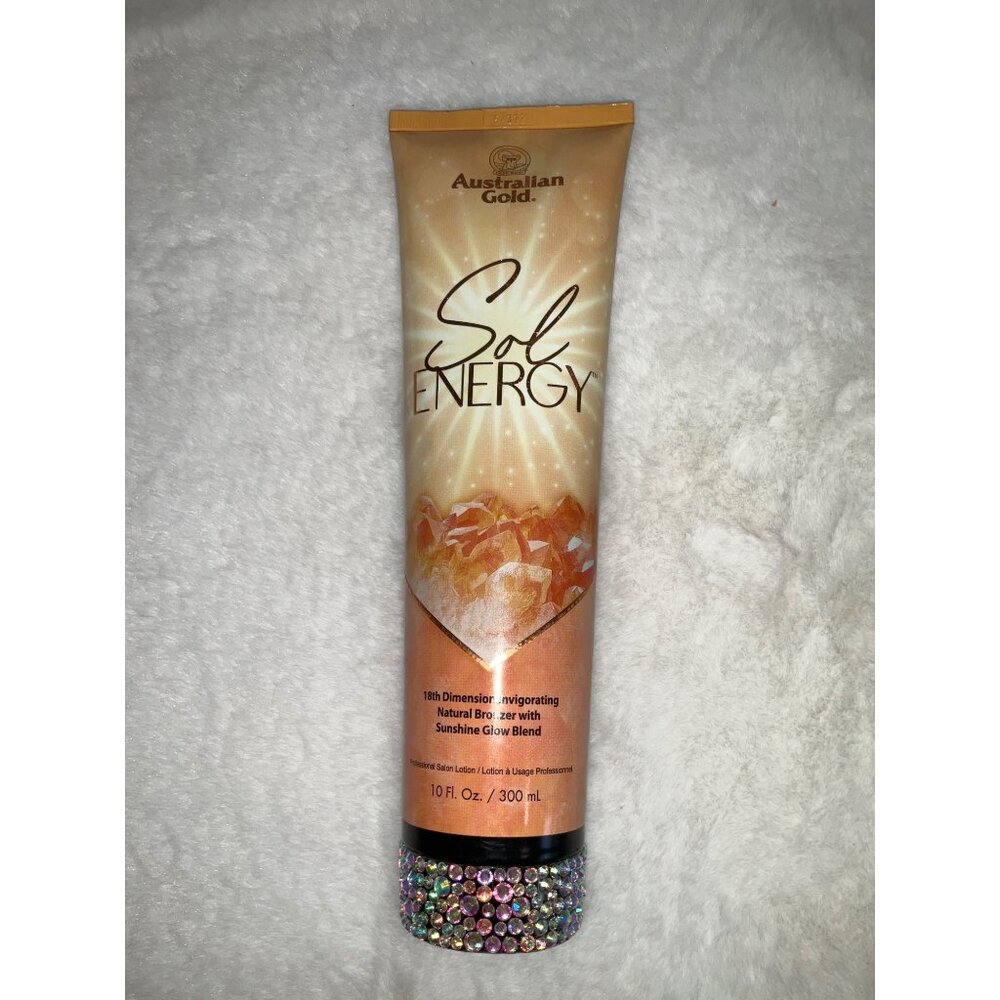 Australian
Gold.
Sol
ENERGY™
18th Dimension Invigorating
Natural Bronzer with
Sunshine Glow Blend
Professional Salon Lotion / Lotion à Usage Professionnel
10 Fl. Oz. / 300 mL